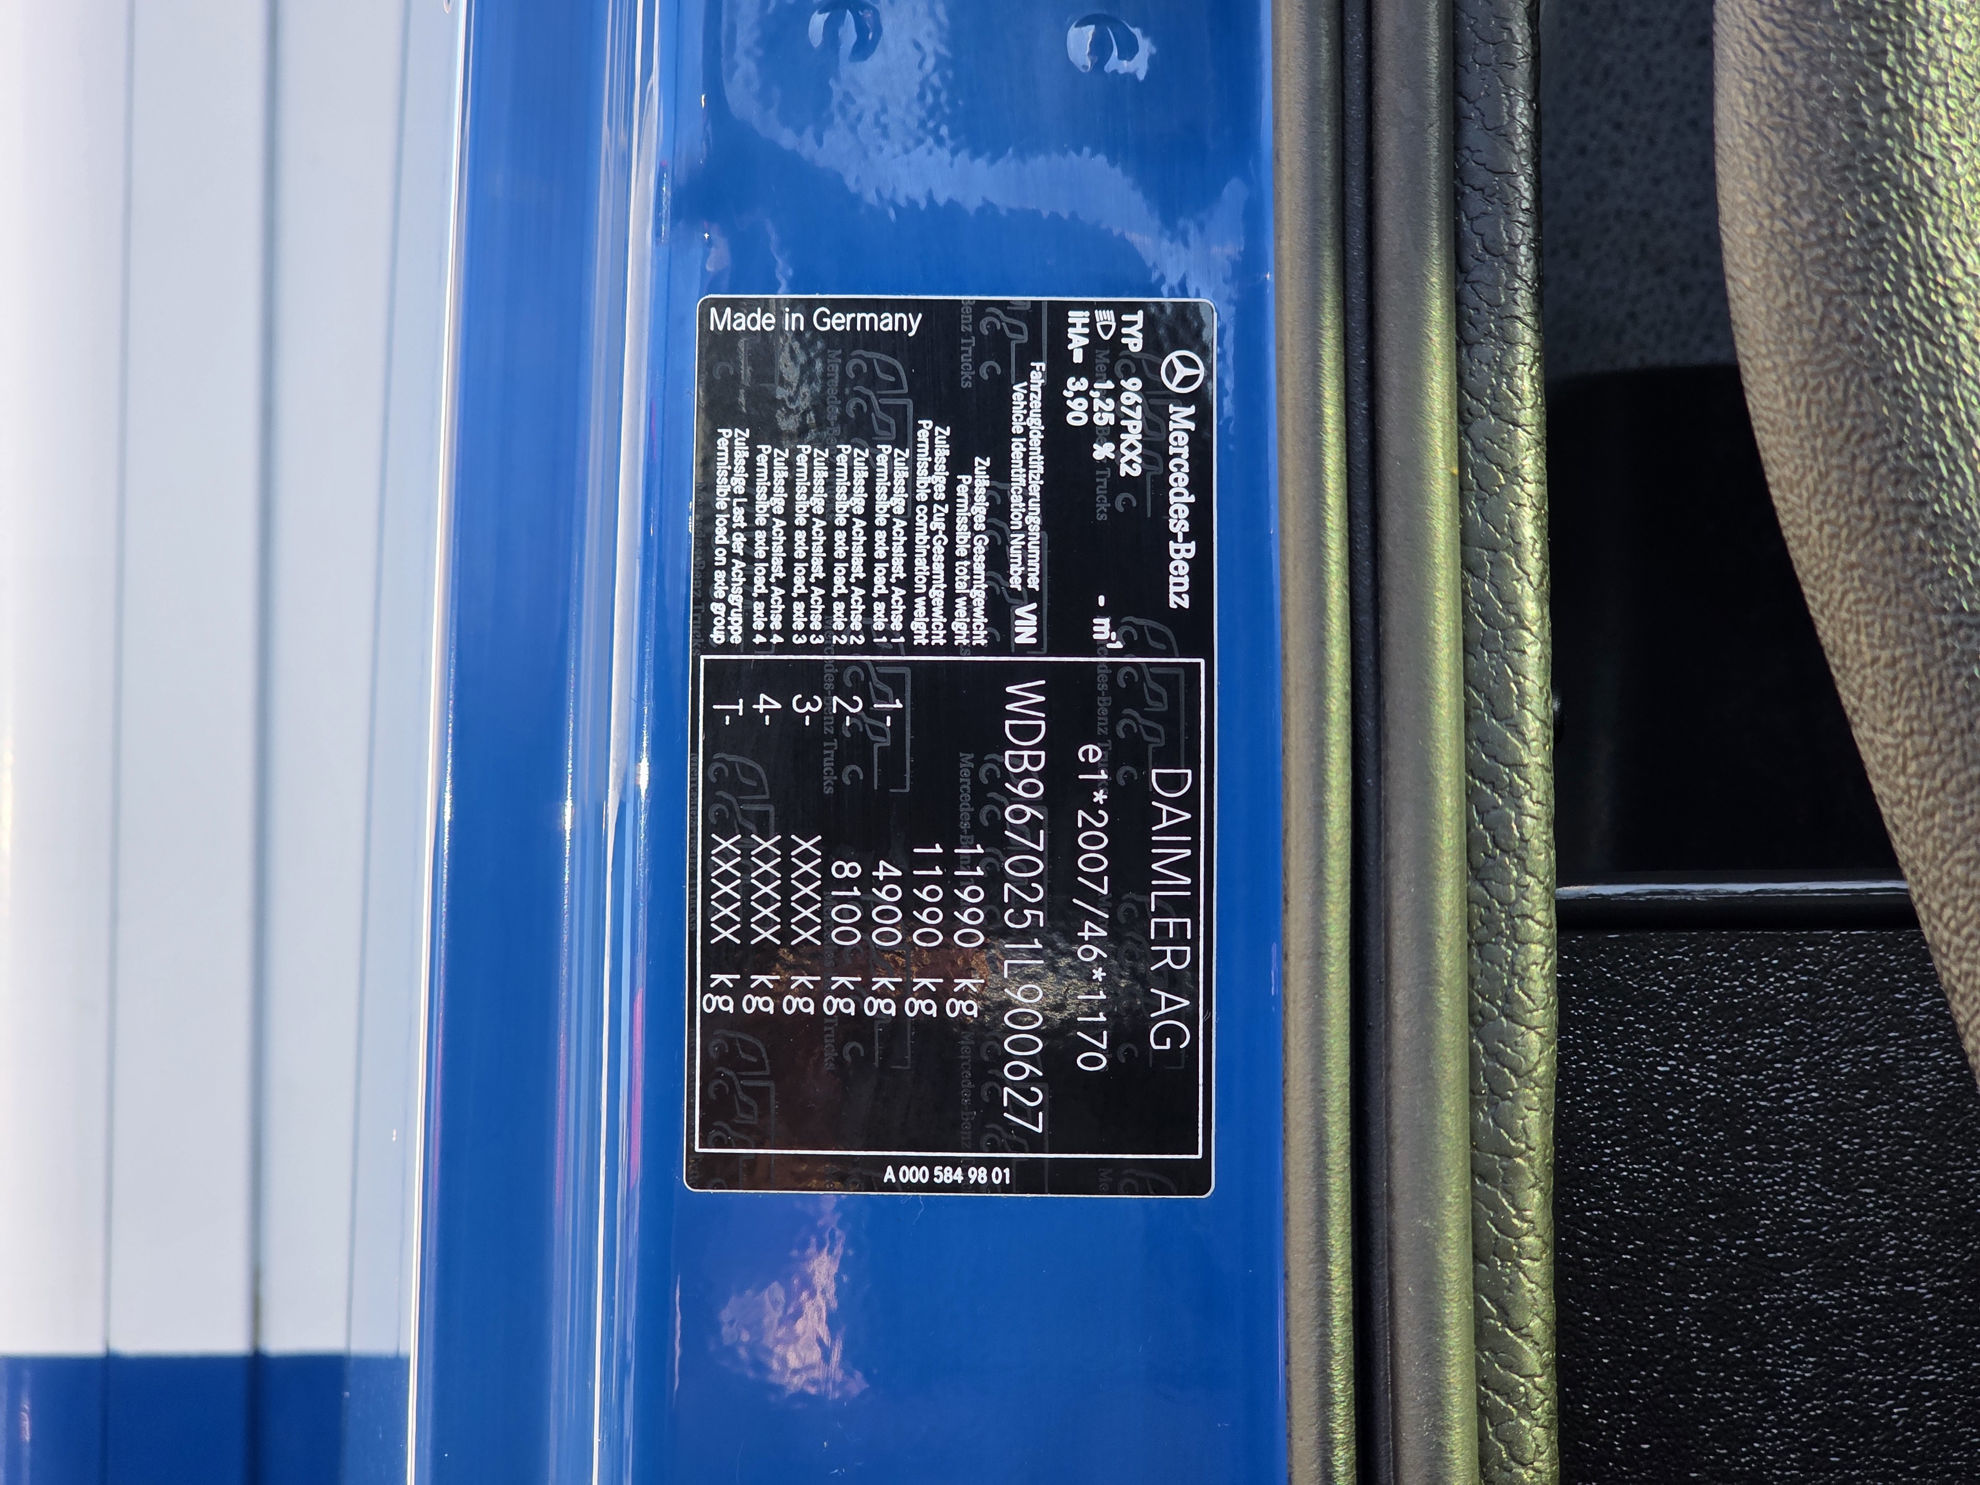 Mercedes-Benz
TYP 967PKX2
1,25 % - m⁻¹
iHA= 3,90
DAIMLER AG
e1*2007/46*1170
Fahrzeugidentifizierungsnummer
Vehicle Identification Number VIN WDB9670251L9000627
Zulässiges Gesamtgewicht
Permissible total weight 11990 kg
Zulässiges Zug-Gesamtgewicht
Permissible combination weight 11990 kg
Zulässige Achslast, Achse 1
Permissible axle load, axle 1 1- 4900 kg
Zulässige Achslast, Achse 2
Permissible axle load, axle 2 2- 8100 kg
Zulässige Achslast, Achse 3
Permissible axle load, axle 3 3- XXXXX kg
Zulässige Achslast, Achse 4
Permissible axle load, axle 4 4- XXXXX kg
Zulässige Last der Achsgruppe
Permissible load on axle group T- XXXXX kg
Made in Germany
A 000 584 98 01